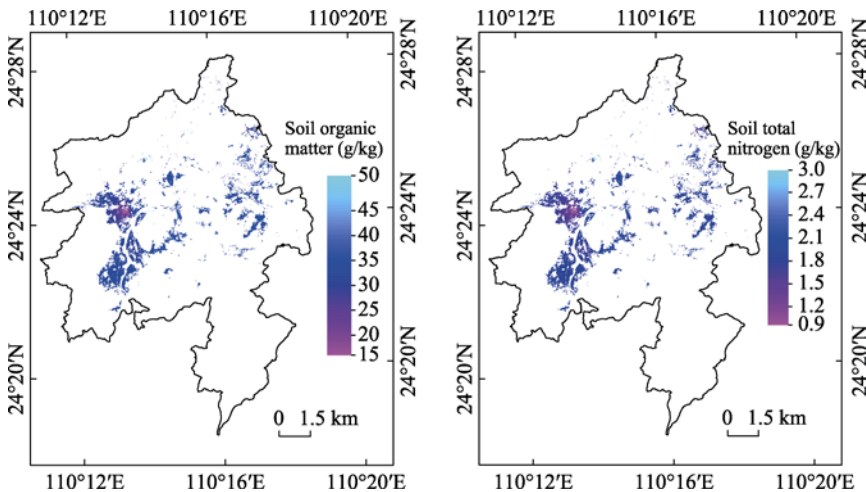 110°12′E 110°16′E 110°20′E
24°28′N
24°24′N
24°20′N
Soil organic
matter (g/kg)
50
45
40
35
30
25
20
15
0 1.5 km
24°28′N
24°24′N
24°20′N
110°12′E 110°16′E 110°20′E
110°12′E 110°16′E 110°20′E
24°28′N
24°24′N
24°20′N
Soil total
nitrogen (g/kg)
3.0
2.7
2.4
2.1
1.8
1.5
1.2
0.9
0 1.5 km
24°28′N
24°24′N
24°20′N
110°12′E 110°16′E 110°20′E